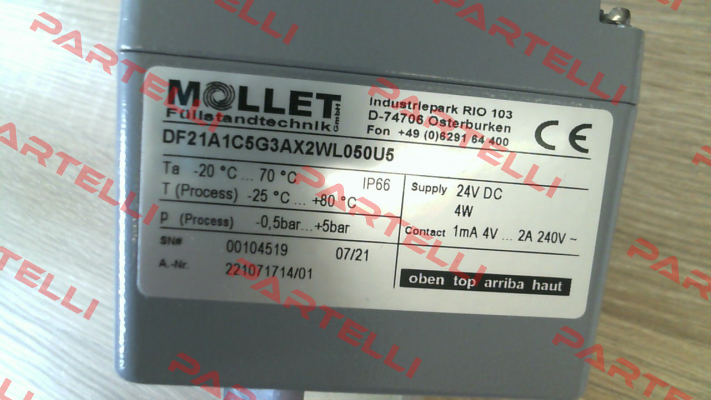 MOLLET GmbH
Füllstandtechnik
Industriepark RIO 103
D-74706 Osterburken
Fon +49 (0)6291 64 400
CE
DF21A1C5G3AX2WL050U5
Ta -20 °C ... 70 °C IP66
T (Process) -25 °C ... +80 °C
p (Process) -0,5bar...+5bar
Supply 24V DC
4W
Contact 1mA 4V ... 2A 240V ~
SN# 00104519 07/21
A.-Nr. 221071714/01
oben top arriba haut
PARTELLI
PARTELLI
PARTELLI
PARTELLI
PARTELLI
PARTELLI